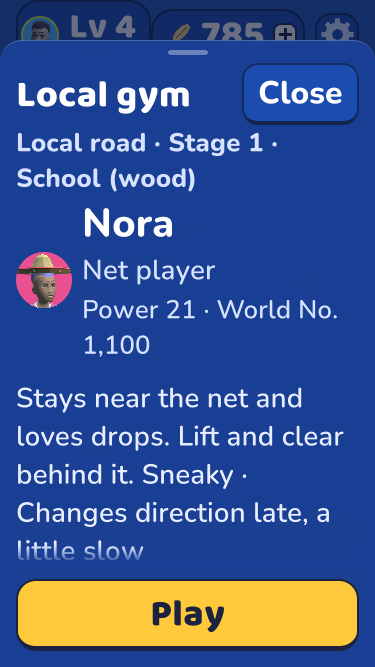 Lv 4
785
Local gym
Close
Local road · Stage 1 ·
School (wood)
Nora
Net player
Power 21 · World No.
1,100
Stays near the net and
loves drops. Lift and clear
behind it. Sneaky ·
Changes direction late, a
little slow
Play